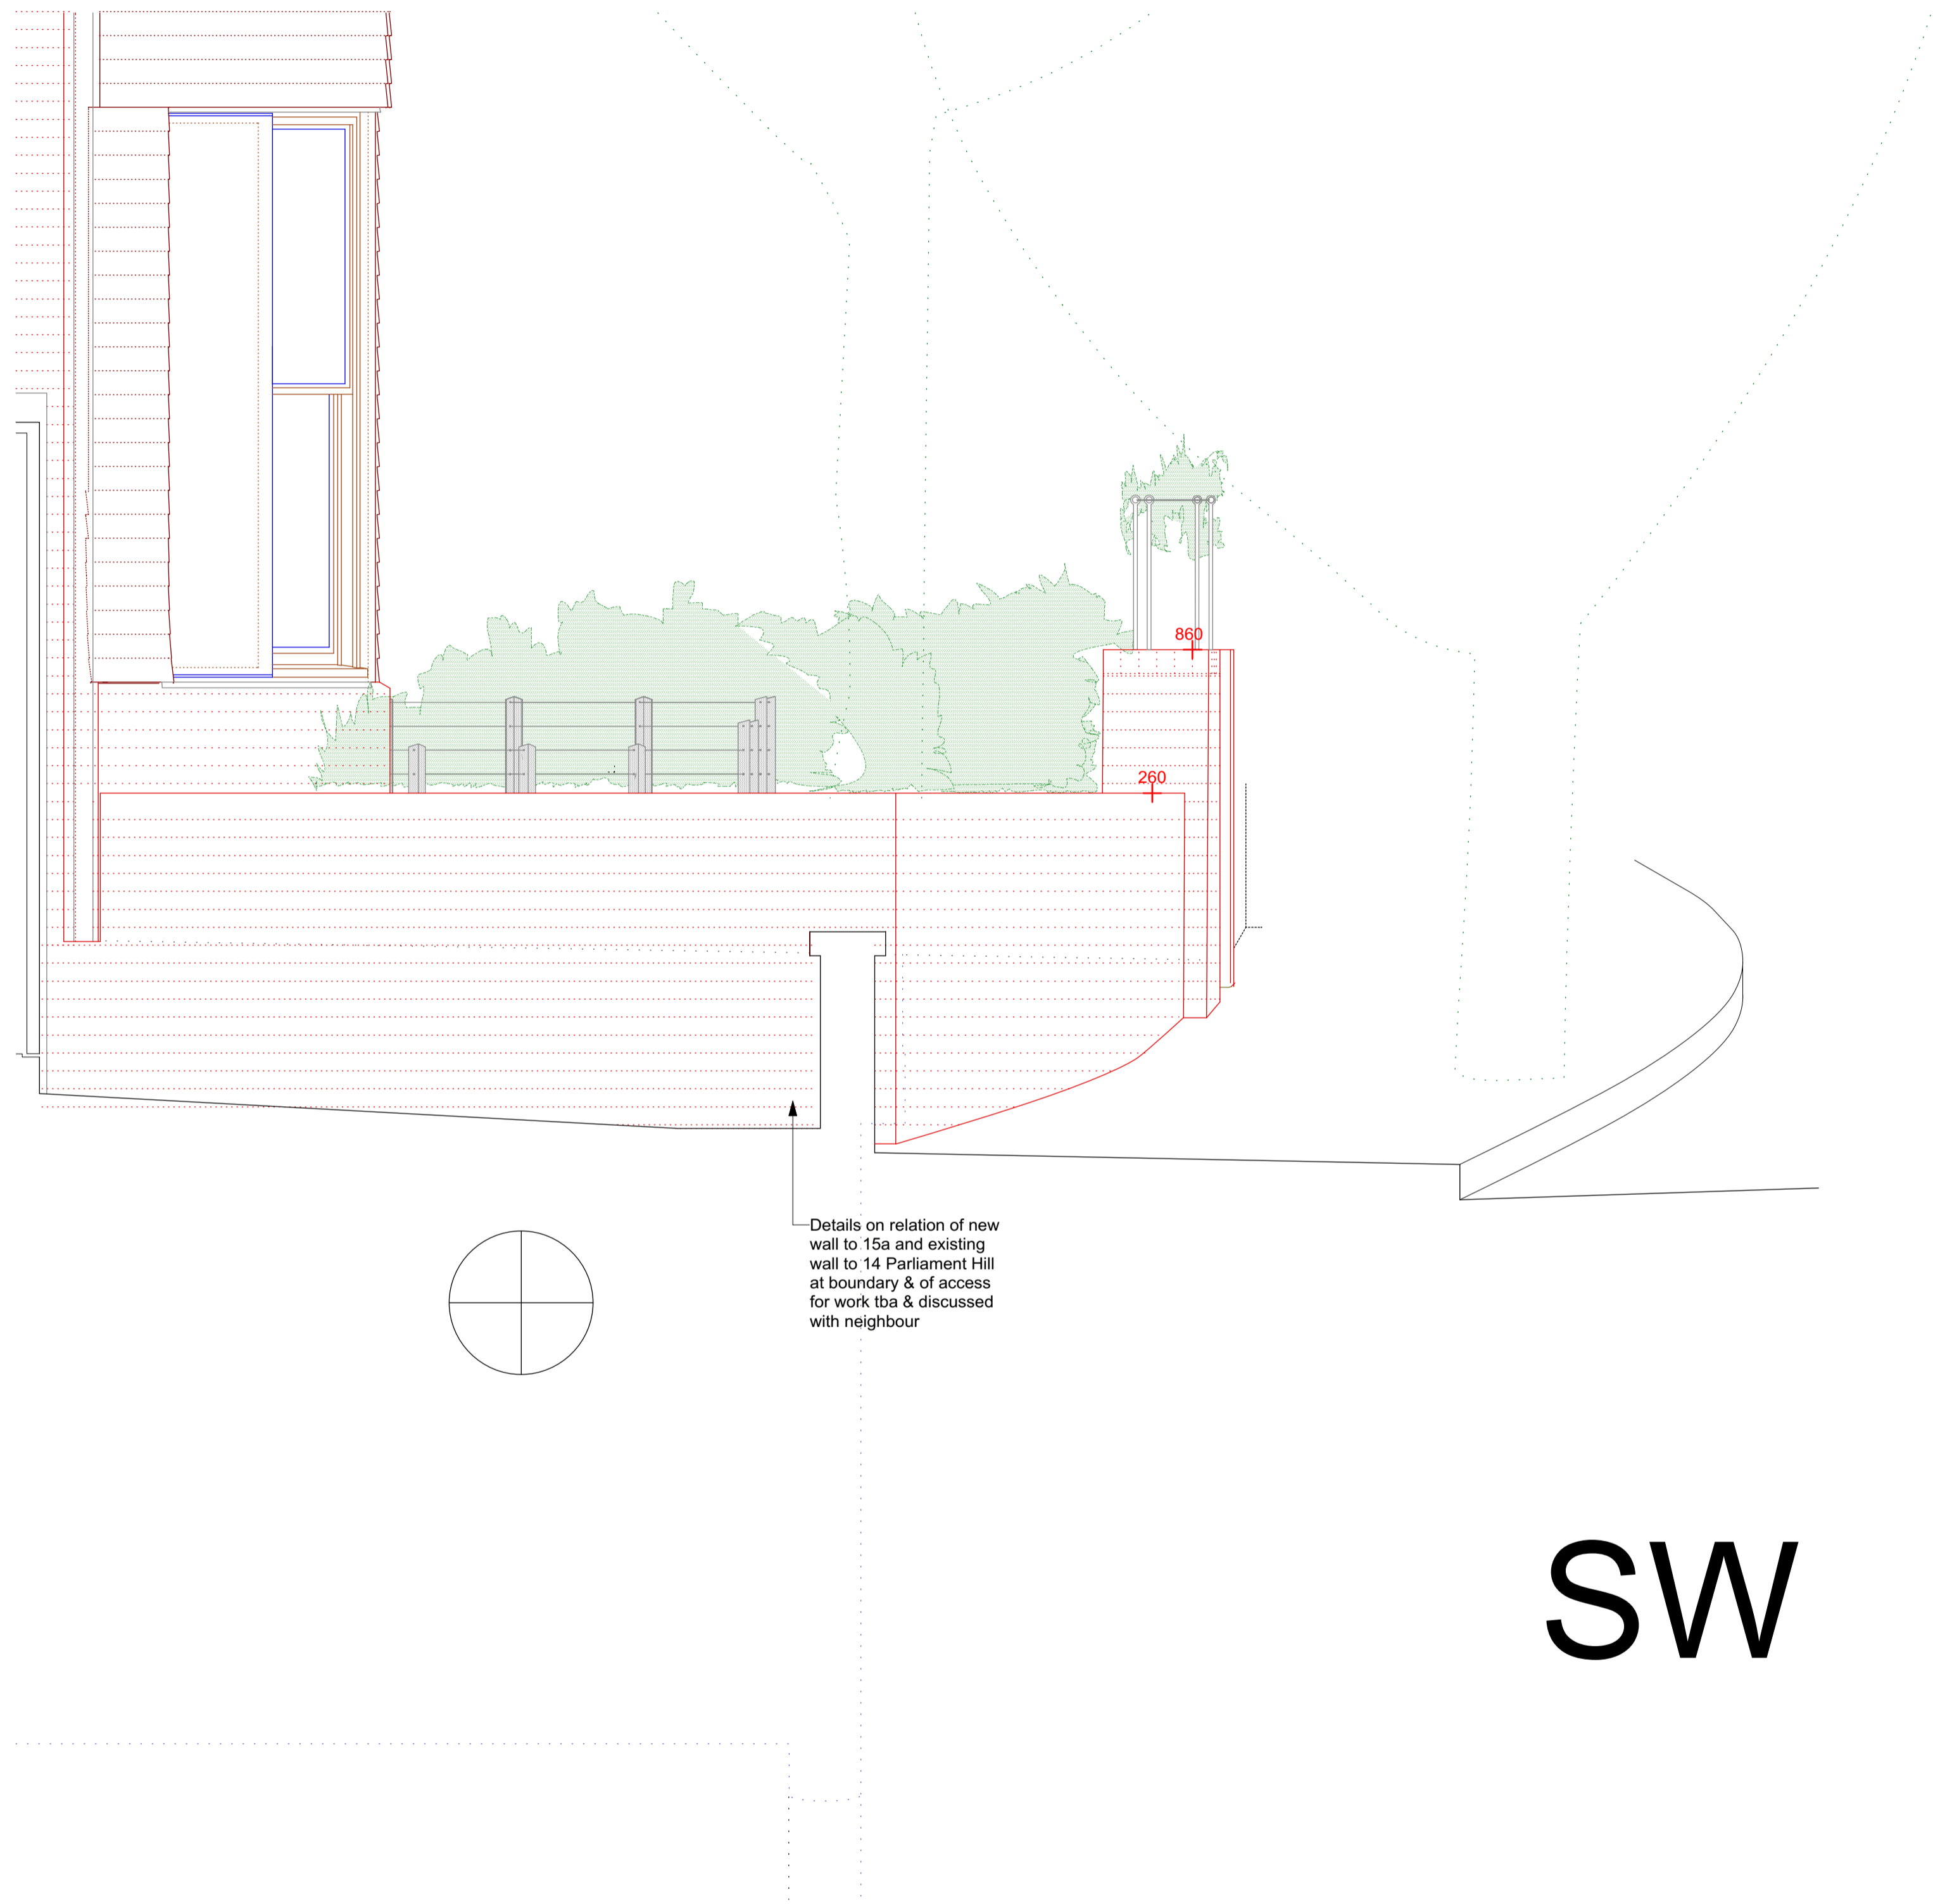 860
260
Details on relation of new
wall to 15a and existing
wall to 14 Parliament Hill
at boundary & of access
for work tba & discussed
with neighbour
SW